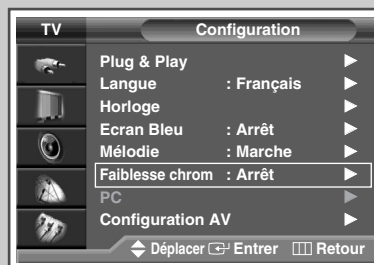 TV Configuration
Plug & Play
Langue : Français
Horloge
Ecran Bleu : Arrêt
Mélodie : Marche
Faiblesse chrom : Arrêt
PC
Configuration AV
Déplacer Entrer Retour